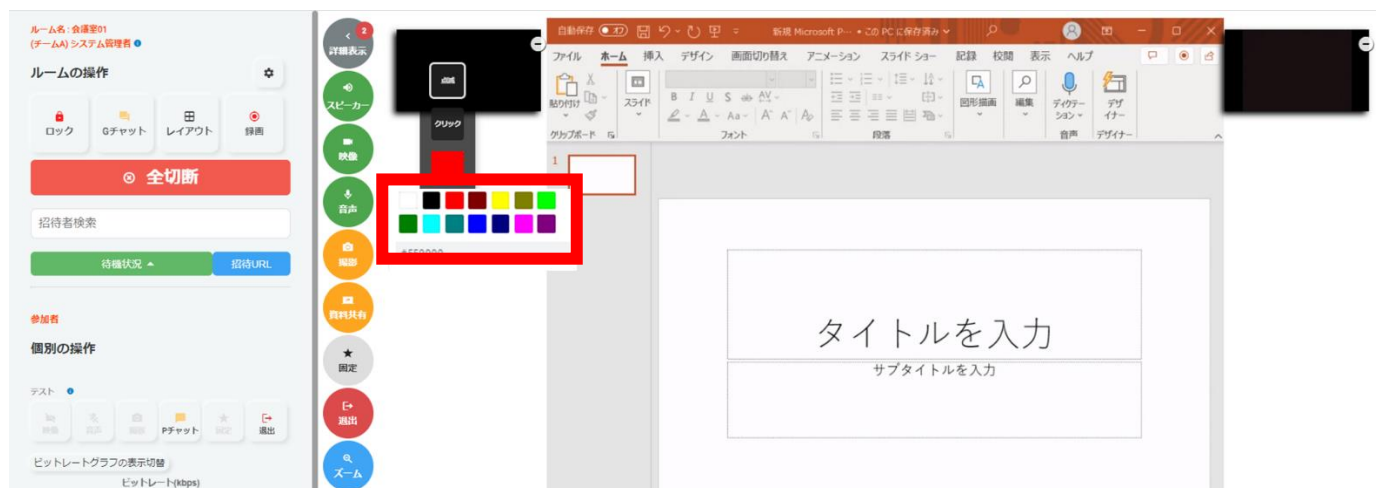 ルーム名 : 会議室01
(チームA) システム管理者
ルームの操作
ロック
Gチャット
レイアウト
録画
全切断
招待者検索
待機状況
招待URL
参加者
個別の操作
テスト
映像
音声
Pチャット
固定
退出
ビットレートグラフの表示切替
ビットレート(kbps)
2
詳細表示
スピーカー
映像
音声
撮影
資料共有
固定
退出
ズーム
クリック
自動保存
オフ
新規 Microsoft P… • この PC に保存済み
ファイル ホーム 挿入 デザイン 画面切り替え アニメーション スライド ショー 記録 校閲 表示 ヘルプ
貼り付け
スライド
B I U S ab AV
Aa A A
図形描画
編集
ディクテーション
デザイナー
クリップボード
フォント
段落
音声
デザイナー
1
タイトルを入力
サブタイトルを入力